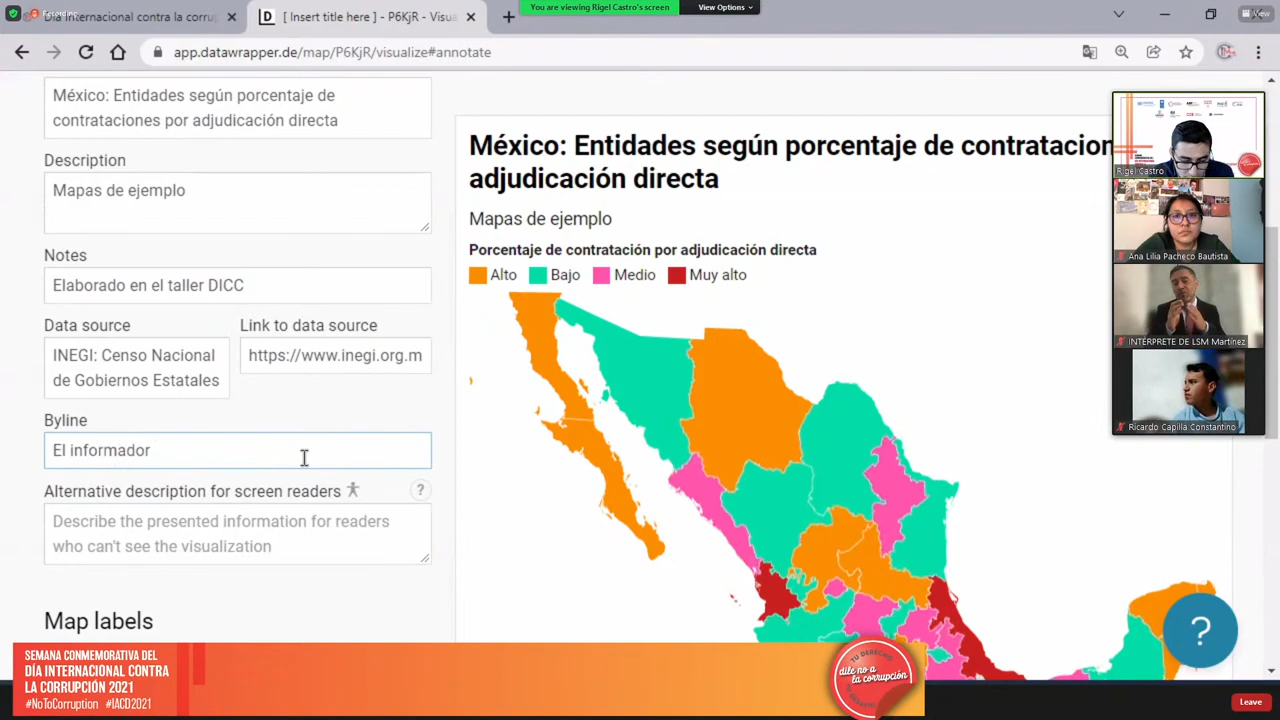 Recording
You are viewing Rigel Castro's screen
View Options
View
Internacional contra la corrup
[ Insert title here ] - P6KjR - Visua
app.datawrapper.de/map/P6KjR/visualize#annotate
México: Entidades según porcentaje de
contrataciones por adjudicación directa
Description
Mapas de ejemplo
Notes
Elaborado en el taller DICC
Data source
Link to data source
INEGI: Censo Nacional
de Gobiernos Estatales
https://www.inegi.org.m
Byline
El informador
Alternative description for screen readers
?
Describe the presented information for readers
who can't see the visualization
Map labels
México: Entidades según porcentaje de contratacion
adjudicación directa
Mapas de ejemplo
Porcentaje de contratación por adjudicación directa
Alto
Bajo
Medio
Muy alto
Rigel Castro
Ana Lilia Pacheco Bautista
INTÉRPRETE DE LSM Martínez
Ricardo Capilla Constantino
?
SEMANA CONMEMORATIVA DEL
DÍA INTERNACIONAL CONTRA
LA CORRUPCIÓN 2021
#NoToCorruption #IACD2021
TU DERECHO
dile no a
la corrupción
Leave